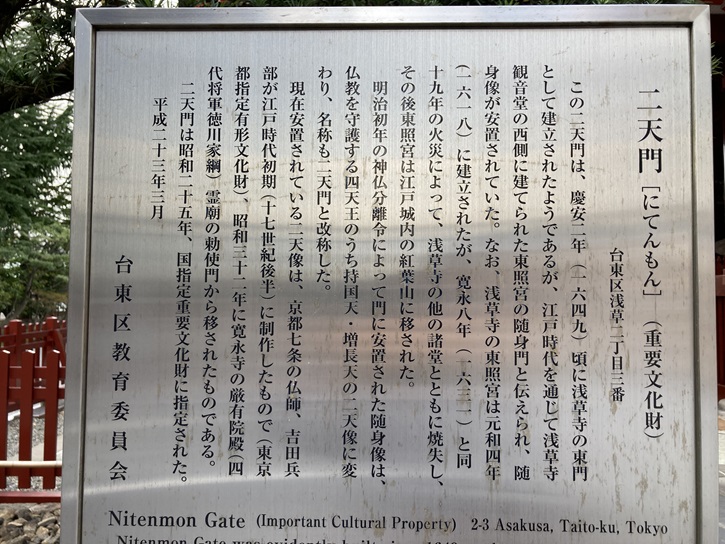 二天門［にてんもん］（重要文化財）
台東区浅草二丁目三番
この二天門は、慶安二年（一六四九）頃に浅草寺の東門
として建立されたようであるが、江戸時代を通じて浅草寺
観音堂の西側に建てられた東照宮の随身門と伝えられ、随
身像が安置されていた。なお、浅草寺の東照宮は元和四年
（一六一八）に建立されたが、寛永八年（一六三一）と同
十九年の火災によって、浅草寺の他の諸堂とともに焼失し、
その後東照宮は江戸城内の紅葉山に移された。
明治初年の神仏分離令によって門に安置された随身像は、
仏教を守護する四天王のうち持国天・増長天の二天像に変
わり、名称も二天門と改称した。
現在安置されている二天像は、京都七条の仏師、吉田兵
部が江戸時代初期（十七世紀後半）に制作したもので（東京
都指定有形文化財）、昭和三十二年に寛永寺の厳有院殿（四
代将軍徳川家綱）霊廟の勅使門から移されたものである。
二天門は昭和二十五年、国指定重要文化財に指定された。
平成二十三年三月
台東区教育委員会
Nitenmon Gate (Important Cultural Property) 2-3 Asakusa, Taito-ku, Tokyo
Nitenmon Gate was evidently built